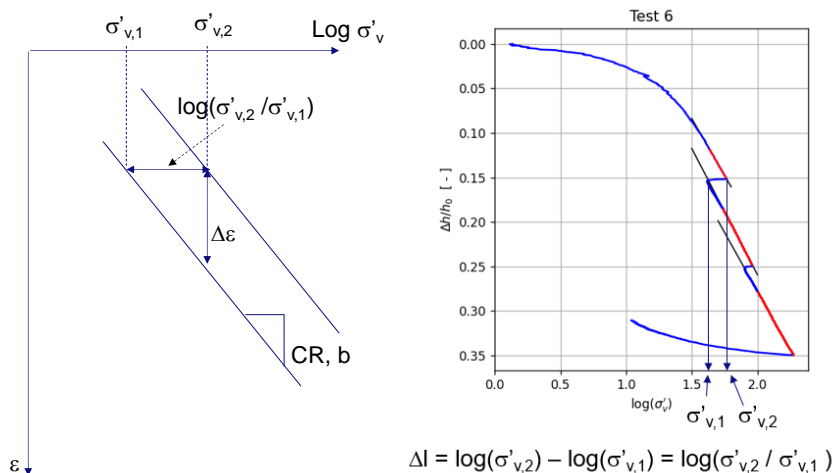 σ’v,1
σ’v,2
Log σ’v
log(σ’v,2 /σ’v,1)
Δε
CR, b
ε
Test 6
0.00
0.05
0.10
0.15
0.20
0.25
0.30
0.35
Δh/h0 [ - ]
0.0 0.5 1.0 1.5 2.0
log(σ′v)
σ’v,1 σ’v,2
Δl = log(σ’v,2) – log(σ’v,1) = log(σ’v,2 / σ’v,1 )